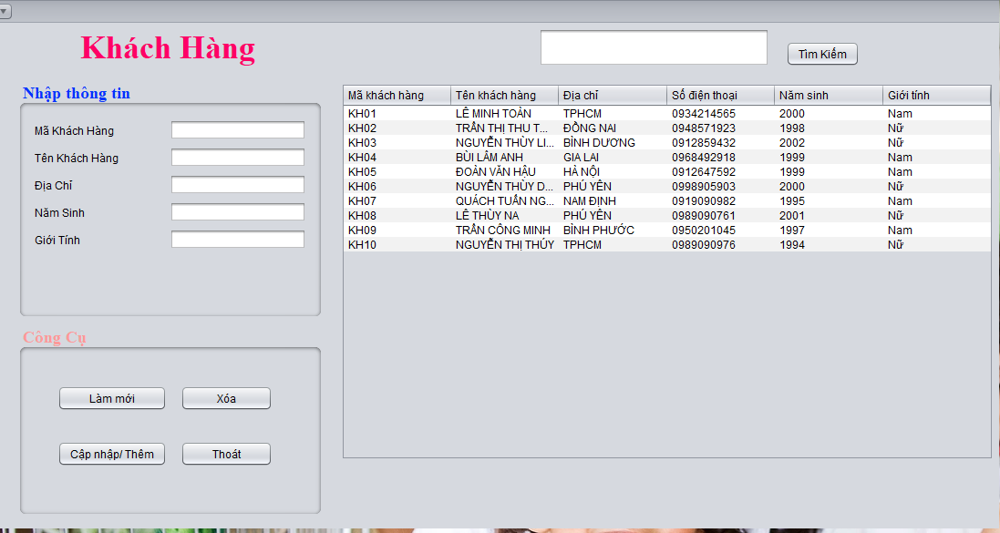 Khách Hàng
Tìm Kiếm
Nhập thông tin
Mã Khách Hàng
Tên Khách Hàng
Địa Chỉ
Năm Sinh
Giới Tính
Công Cụ
Làm mới Xóa
Cập nhập/ Thêm Thoát
Mã khách hàng Tên khách hàng Địa chỉ Số điện thoại Năm sinh Giới tính
KH01 LÊ MINH TOÀN TPHCM 0934214565 2000 Nam
KH02 TRẦN THỊ THU T... ĐỒNG NAI 0948571923 1998 Nữ
KH03 NGUYỄN THÙY LI... BÌNH DƯƠNG 0912859432 2002 Nữ
KH04 BÙI LÂM ANH GIA LAI 0968492918 1999 Nam
KH05 ĐOÀN VĂN HẬU HÀ NỘI 0912647592 1999 Nam
KH06 NGUYỄN THÙY D... PHÚ YÊN 0998905903 2000 Nữ
KH07 QUÁCH TUẤN NG... NAM ĐỊNH 0919090982 1995 Nam
KH08 LÊ THÙY NA PHÚ YÊN 0989090761 2001 Nữ
KH09 TRẦN CÔNG MINH BÌNH PHƯỚC 0950201045 1997 Nam
KH10 NGUYỄN THỊ THÚY TPHCM 0989090976 1994 Nữ